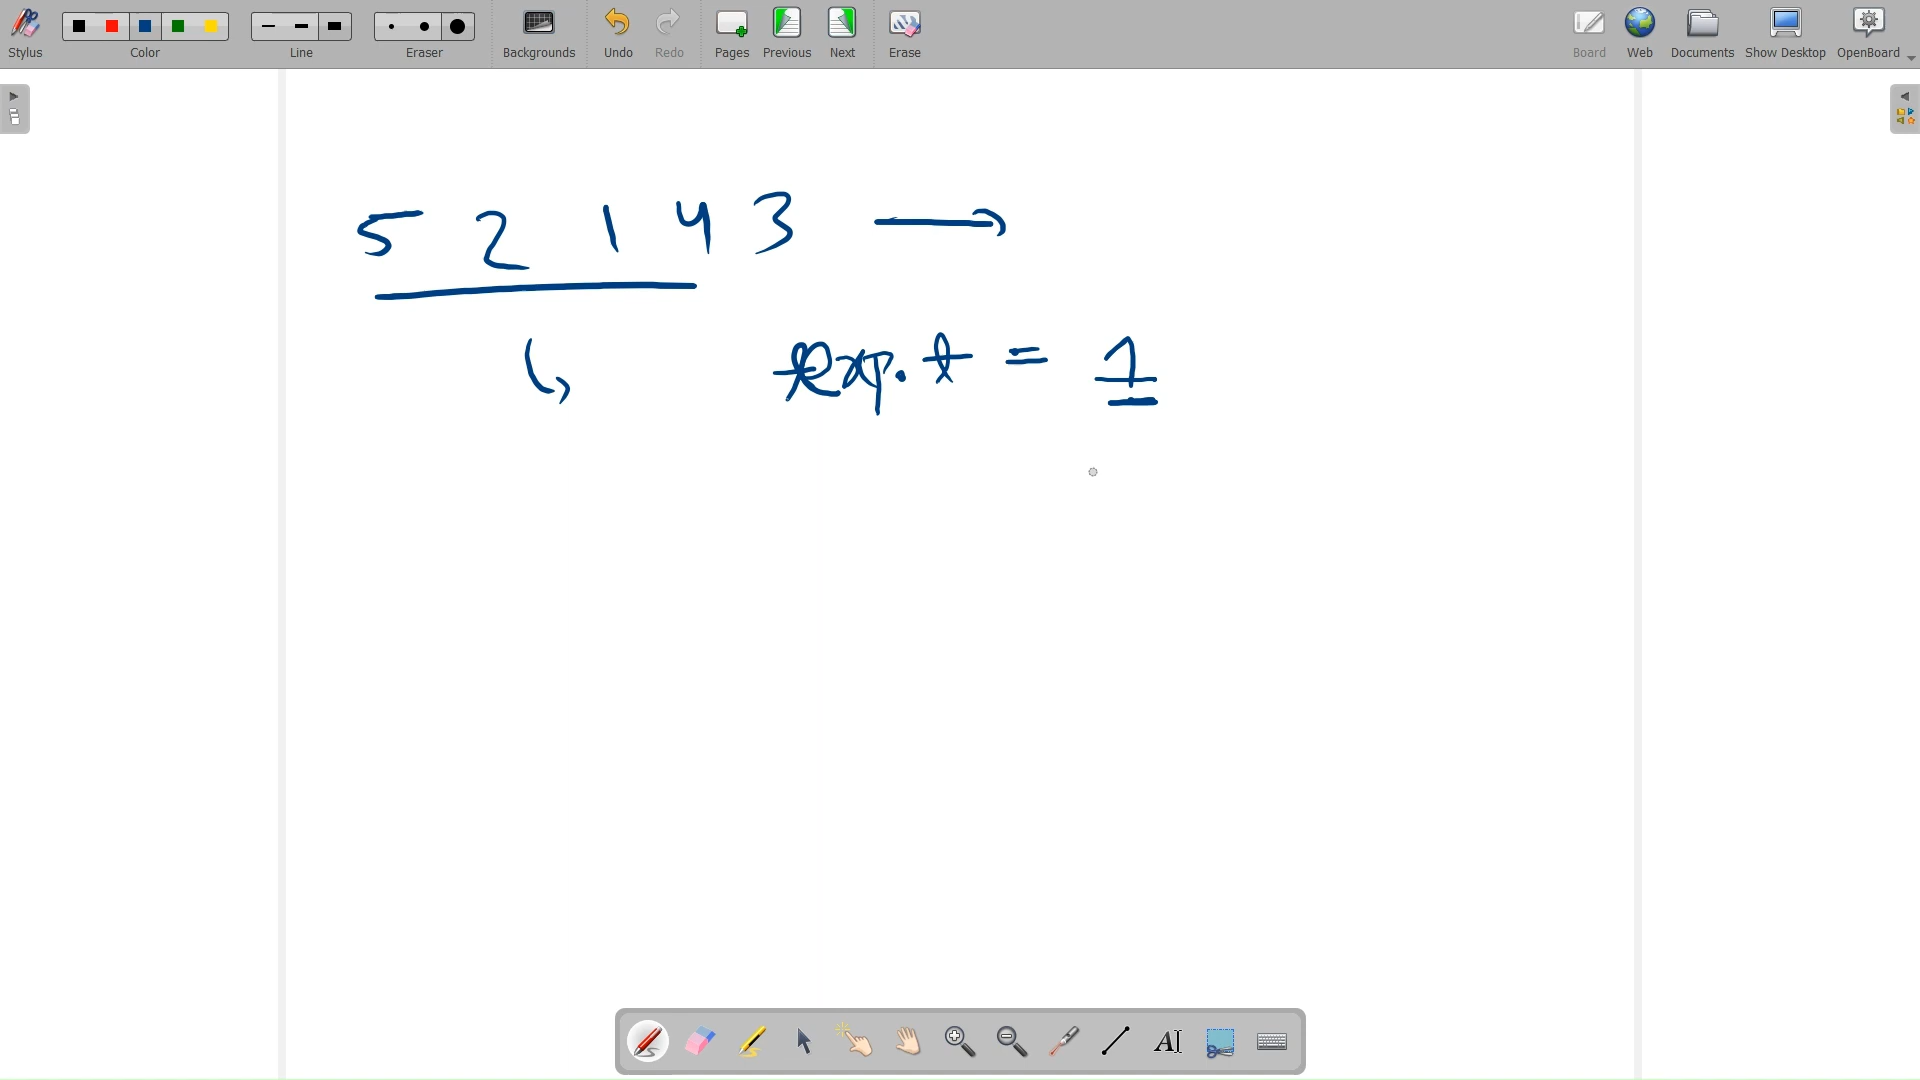 Stylus Color Line Eraser Backgrounds Undo Redo Pages Previous Next Erase Board Web Documents Show Desktop OpenBoard
5 2 1 4 3 →
exp. t = 1
A